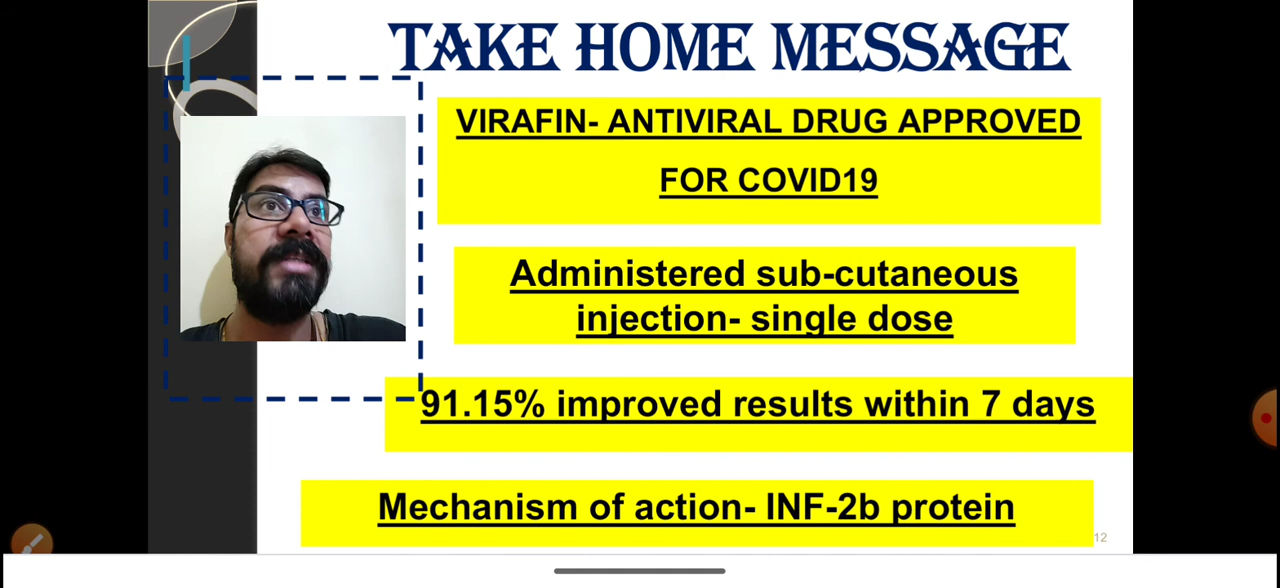 TAKE HOME MESSAGE
VIRAFIN- ANTIVIRAL DRUG APPROVED
FOR COVID19
Administered sub-cutaneous
injection- single dose
91.15% improved results within 7 days
Mechanism of action- INF-2b protein
12